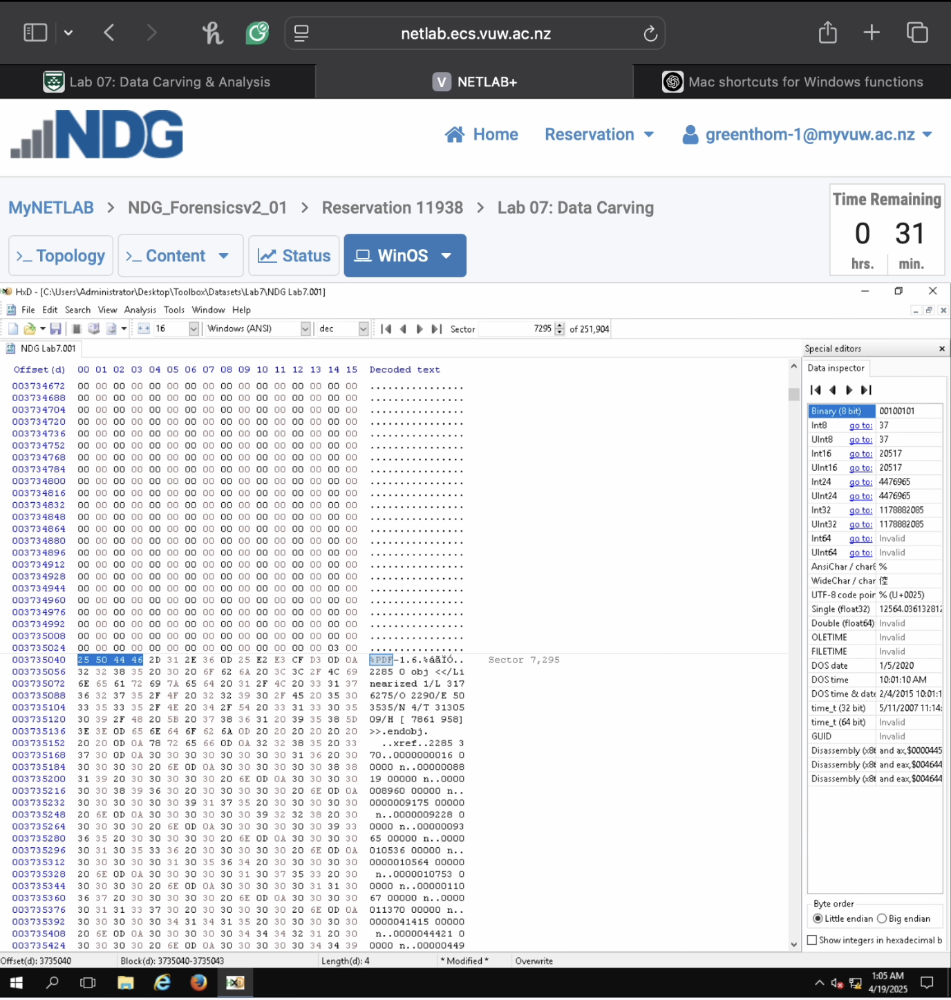 netlab.ecs.vuw.ac.nz
Lab 07: Data Carving & Analysis
V NETLAB+
Mac shortcuts for Windows functions
NDG
Home Reservation greenthom-1@myvuw.ac.nz
MyNETLAB > NDG_Forensicsv2_01 > Reservation 11938 > Lab 07: Data Carving
Time Remaining
0 31
hrs. min.
>_ Topology >_ Content Status WinOS
HxD - [C:\Users\Administrator\Desktop\Toolbox\Datasets\Lab7\NDG Lab7.001]
File Edit Search View Analysis Tools Window Help
16 Windows (ANSI) dec Sector 7295 of 251,904
NDG Lab7.001
Offset(d) 00 01 02 03 04 05 06 07 08 09 10 11 12 13 14 15 Decoded text
003734672 00 00 00 00 00 00 00 00 00 00 00 00 00 00 00 00 ................
003734688 00 00 00 00 00 00 00 00 00 00 00 00 00 00 00 00 ................
003734704 00 00 00 00 00 00 00 00 00 00 00 00 00 00 00 00 ................
003734720 00 00 00 00 00 00 00 00 00 00 00 00 00 00 00 00 ................
003734736 00 00 00 00 00 00 00 00 00 00 00 00 00 00 00 00 ................
003734752 00 00 00 00 00 00 00 00 00 00 00 00 00 00 00 00 ................
003734768 00 00 00 00 00 00 00 00 00 00 00 00 00 00 00 00 ................
003734784 00 00 00 00 00 00 00 00 00 00 00 00 00 00 00 00 ................
003734800 00 00 00 00 00 00 00 00 00 00 00 00 00 00 00 00 ................
003734816 00 00 00 00 00 00 00 00 00 00 00 00 00 00 00 00 ................
003734832 00 00 00 00 00 00 00 00 00 00 00 00 00 00 00 00 ................
003734848 00 00 00 00 00 00 00 00 00 00 00 00 00 00 00 00 ................
003734864 00 00 00 00 00 00 00 00 00 00 00 00 00 00 00 00 ................
003734880 00 00 00 00 00 00 00 00 00 00 00 00 00 00 00 00 ................
003734896 00 00 00 00 00 00 00 00 00 00 00 00 00 00 00 00 ................
003734912 00 00 00 00 00 00 00 00 00 00 00 00 00 00 00 00 ................
003734928 00 00 00 00 00 00 00 00 00 00 00 00 00 00 00 00 ................
003734944 00 00 00 00 00 00 00 00 00 00 00 00 00 00 00 00 ................
003734960 00 00 00 00 00 00 00 00 00 00 00 00 00 00 00 00 ................
003734976 00 00 00 00 00 00 00 00 00 00 00 00 00 00 00 00 ................
003734992 00 00 00 00 00 00 00 00 00 00 00 00 00 00 00 00 ................
003735008 00 00 00 00 00 00 00 00 00 00 00 00 00 00 00 00 ................
003735024 00 00 00 00 00 00 00 00 00 00 00 00 00 00 03 00 ................
003735040 25 50 44 46 2D 31 2E 36 0D 25 E2 E3 CF D3 0D 0A %PDF-1.6.%âãÏÓ.. Sector 7,295
003735056 32 32 38 35 20 30 20 6F 62 6A 20 3C 3C 2F 4C 69 2285 0 obj <</Li
003735072 6E 65 61 72 69 7A 65 64 20 31 2F 4C 20 33 31 37 nearized 1/L 317
003735088 36 32 37 35 2F 4F 20 32 32 39 30 2F 45 20 35 30 6275/O 2290/E 50
003735104 33 35 33 35 2F 4E 20 34 2F 54 20 33 31 33 30 35 3535/N 4/T 31305
003735120 30 39 2F 48 20 5B 20 37 38 36 31 20 39 35 38 5D 09/H [ 7861 958]
003735136 3E 3E 0D 65 6E 64 6F 62 6A 0D 20 20 20 20 20 20 >>.endobj.
003735152 20 20 0D 0A 78 72 65 66 0D 0A 32 32 38 35 20 33 ..xref..2285 3
003735168 37 30 0D 0A 30 30 30 30 30 30 30 30 31 36 20 30 70..0000000016 0
003735184 30 30 30 30 20 6E 0D 0A 30 30 30 30 30 30 38 38 0000 n..00000088
003735200 31 39 20 30 30 30 30 30 20 6E 0D 0A 30 30 30 30 19 00000 n..0000
003735216 30 30 38 39 36 30 20 30 30 30 30 30 20 6E 0D 0A 008960 00000 n..
003735232 30 30 30 30 30 30 39 31 37 35 20 30 30 30 30 30 0000009175 00000
003735248 20 6E 0D 0A 30 30 30 30 30 30 39 32 32 38 20 30 n..0000009228 0
003735264 30 30 30 30 20 6E 0D 0A 30 30 30 30 30 30 39 33 0000 n..00000093
003735280 36 35 20 30 30 30 30 30 20 6E 0D 0A 30 30 30 30 65 00000 n..0000
003735296 30 31 30 35 33 36 20 30 30 30 30 30 20 6E 0D 0A 010536 00000 n..
003735312 30 30 30 30 30 31 30 35 36 34 20 30 30 30 30 30 0000010564 00000
003735328 20 6E 0D 0A 30 30 30 30 30 31 30 37 35 33 20 30 n..0000010753 0
003735344 30 30 30 30 20 6E 0D 0A 30 30 30 30 30 31 31 30 0000 n..00000110
003735360 36 37 20 30 30 30 30 30 20 6E 0D 0A 30 30 30 30 67 00000 n..0000
003735376 30 31 31 33 37 30 20 30 30 30 30 30 20 6E 0D 0A 011370 00000 n..
003735392 30 30 30 30 30 34 31 34 31 35 20 30 30 30 30 30 0000041415 00000
003735408 20 6E 0D 0A 30 30 30 30 30 34 34 34 32 31 20 30 n..0000044421 0
003735424 30 30 30 30 20 6E 0D 0A 30 30 30 30 30 34 34 39 0000 n..00000449
Special editors
Data inspector
Binary (8 bit) 00100101
Int8 go to: 37
UInt8 go to: 37
Int16 go to: 20517
UInt16 go to: 20517
Int24 go to: 4476965
UInt24 go to: 4476965
Int32 go to: 1178882085
UInt32 go to: 1178882085
Int64 go to: Invalid
UInt64 go to: Invalid
AnsiChar / char8 %
WideChar / char 倥
UTF-8 code poin % (U+0025)
Single (float32) 12564.036132812
Double (float64) Invalid
OLETIME Invalid
FILETIME Invalid
DOS date 1/5/2020
DOS time 10:01:10 AM
DOS time & date 2/4/2015 10:01:1
time_t (32 bit) 5/11/2007 11:14:
time_t (64 bit) Invalid
GUID Invalid
Disassembly (x86 and ax,$0000445
Disassembly (x86 and eax,$004644
Disassembly (x86 and eax,$004644
Byte order
Little endian Big endian
Show integers in hexadecimal b
Offset(d): 3735040 Block(d): 3735040-3735043 Length(d): 4 * Modified * Overwrite
1:05 AM
4/19/2025